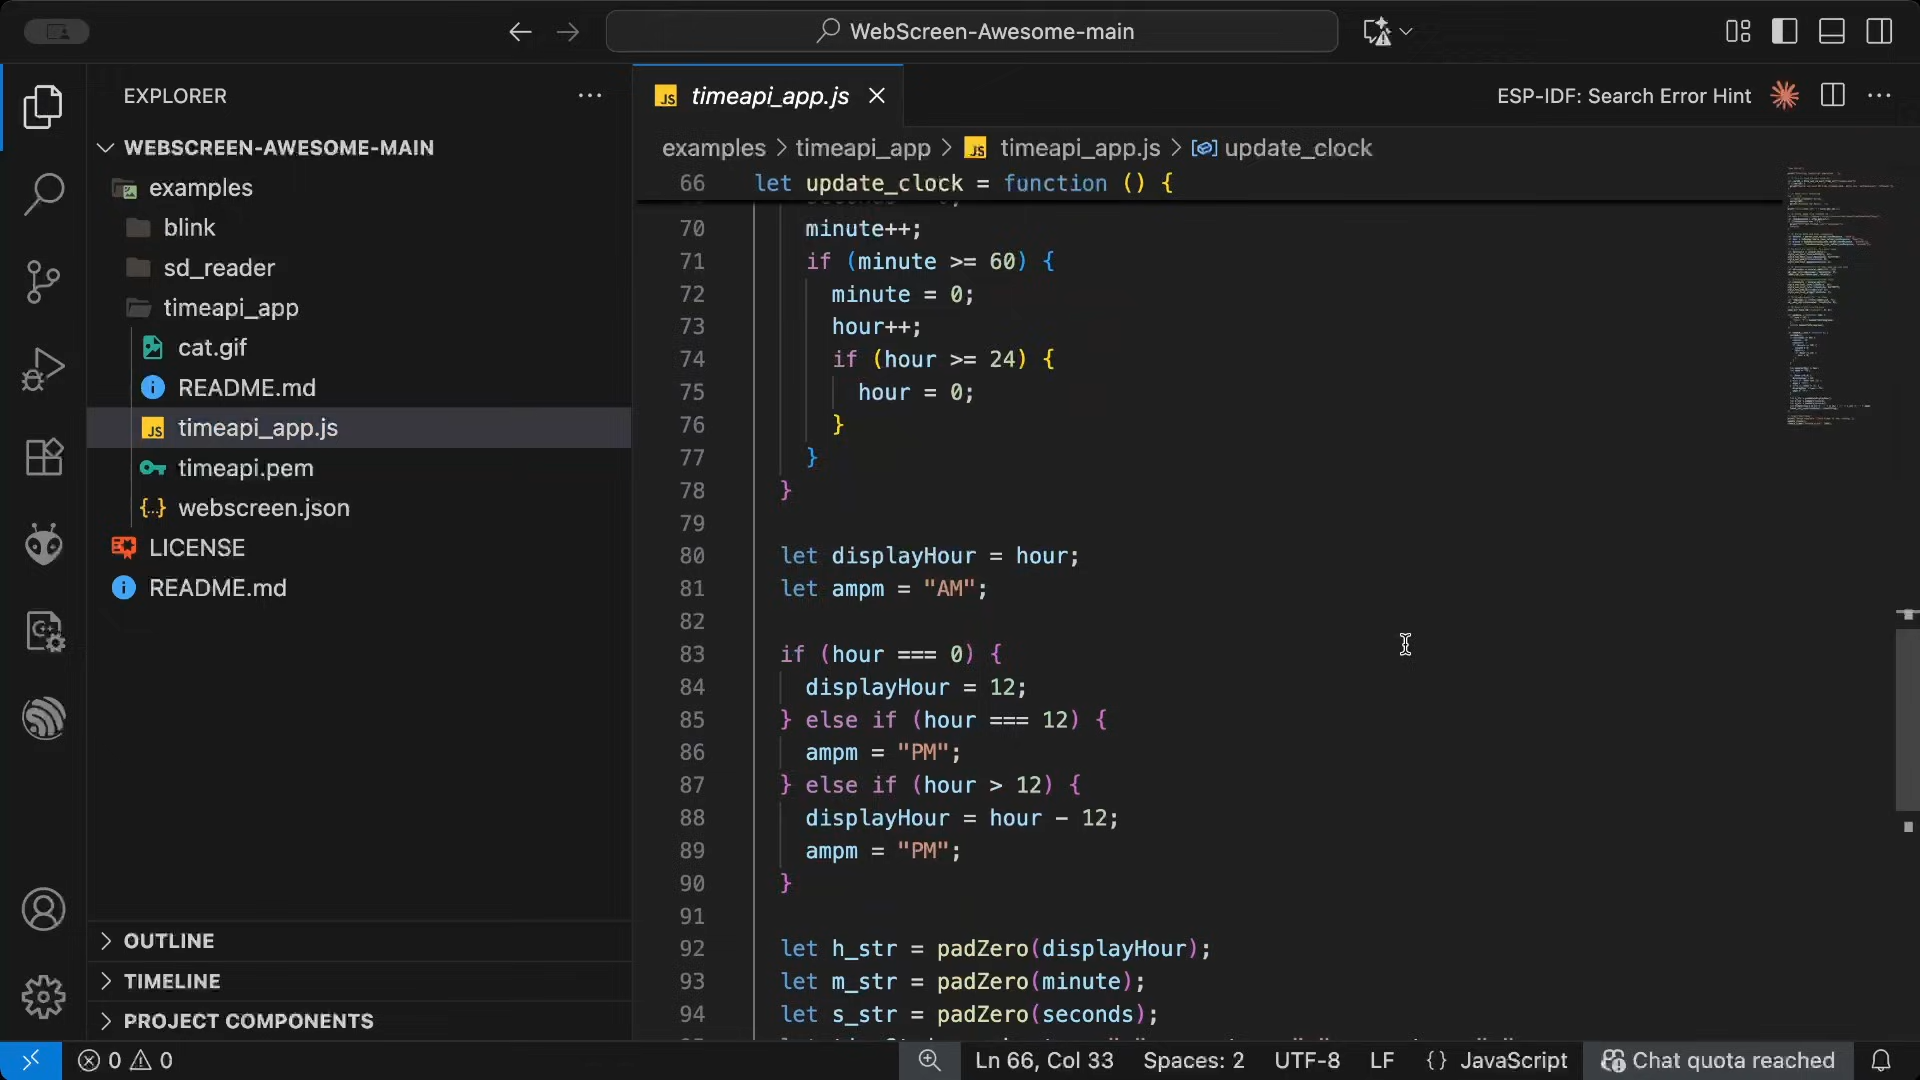 WebScreen-Awesome-main
EXPLORER
WEBSCREEN-AWESOME-MAIN
examples
blink
sd_reader
timeapi_app
cat.gif
README.md
JS timeapi_app.js
timeapi.pem
{..} webscreen.json
LICENSE
README.md
OUTLINE
TIMELINE
PROJECT COMPONENTS
JS timeapi_app.js
ESP-IDF: Search Error Hint
examples > timeapi_app > JS timeapi_app.js > update_clock
66 let update_clock = function () {
70 minute++;
71 if (minute >= 60) {
72 minute = 0;
73 hour++;
74 if (hour >= 24) {
75 hour = 0;
76 }
77 }
78 }
79
80 let displayHour = hour;
81 let ampm = "AM";
82
83 if (hour === 0) {
84 displayHour = 12;
85 } else if (hour === 12) {
86 ampm = "PM";
87 } else if (hour > 12) {
88 displayHour = hour - 12;
89 ampm = "PM";
90 }
91
92 let h_str = padZero(displayHour);
93 let m_str = padZero(minute);
94 let s_str = padZero(seconds);
0 0
Ln 66, Col 33
Spaces: 2
UTF-8
LF
{} JavaScript
Chat quota reached